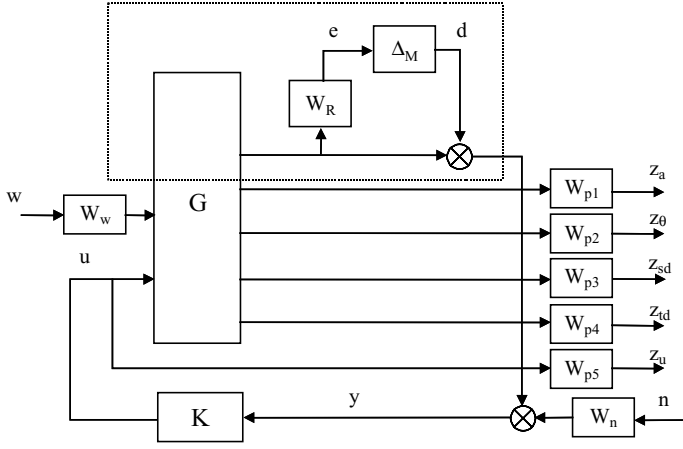 e
d
Δ_M
W_R
G
w
W_w
u
W_p1
z_a
W_p2
z_θ
W_p3
z_sd
W_p4
z_td
W_p5
z_u
K
y
W_n
n